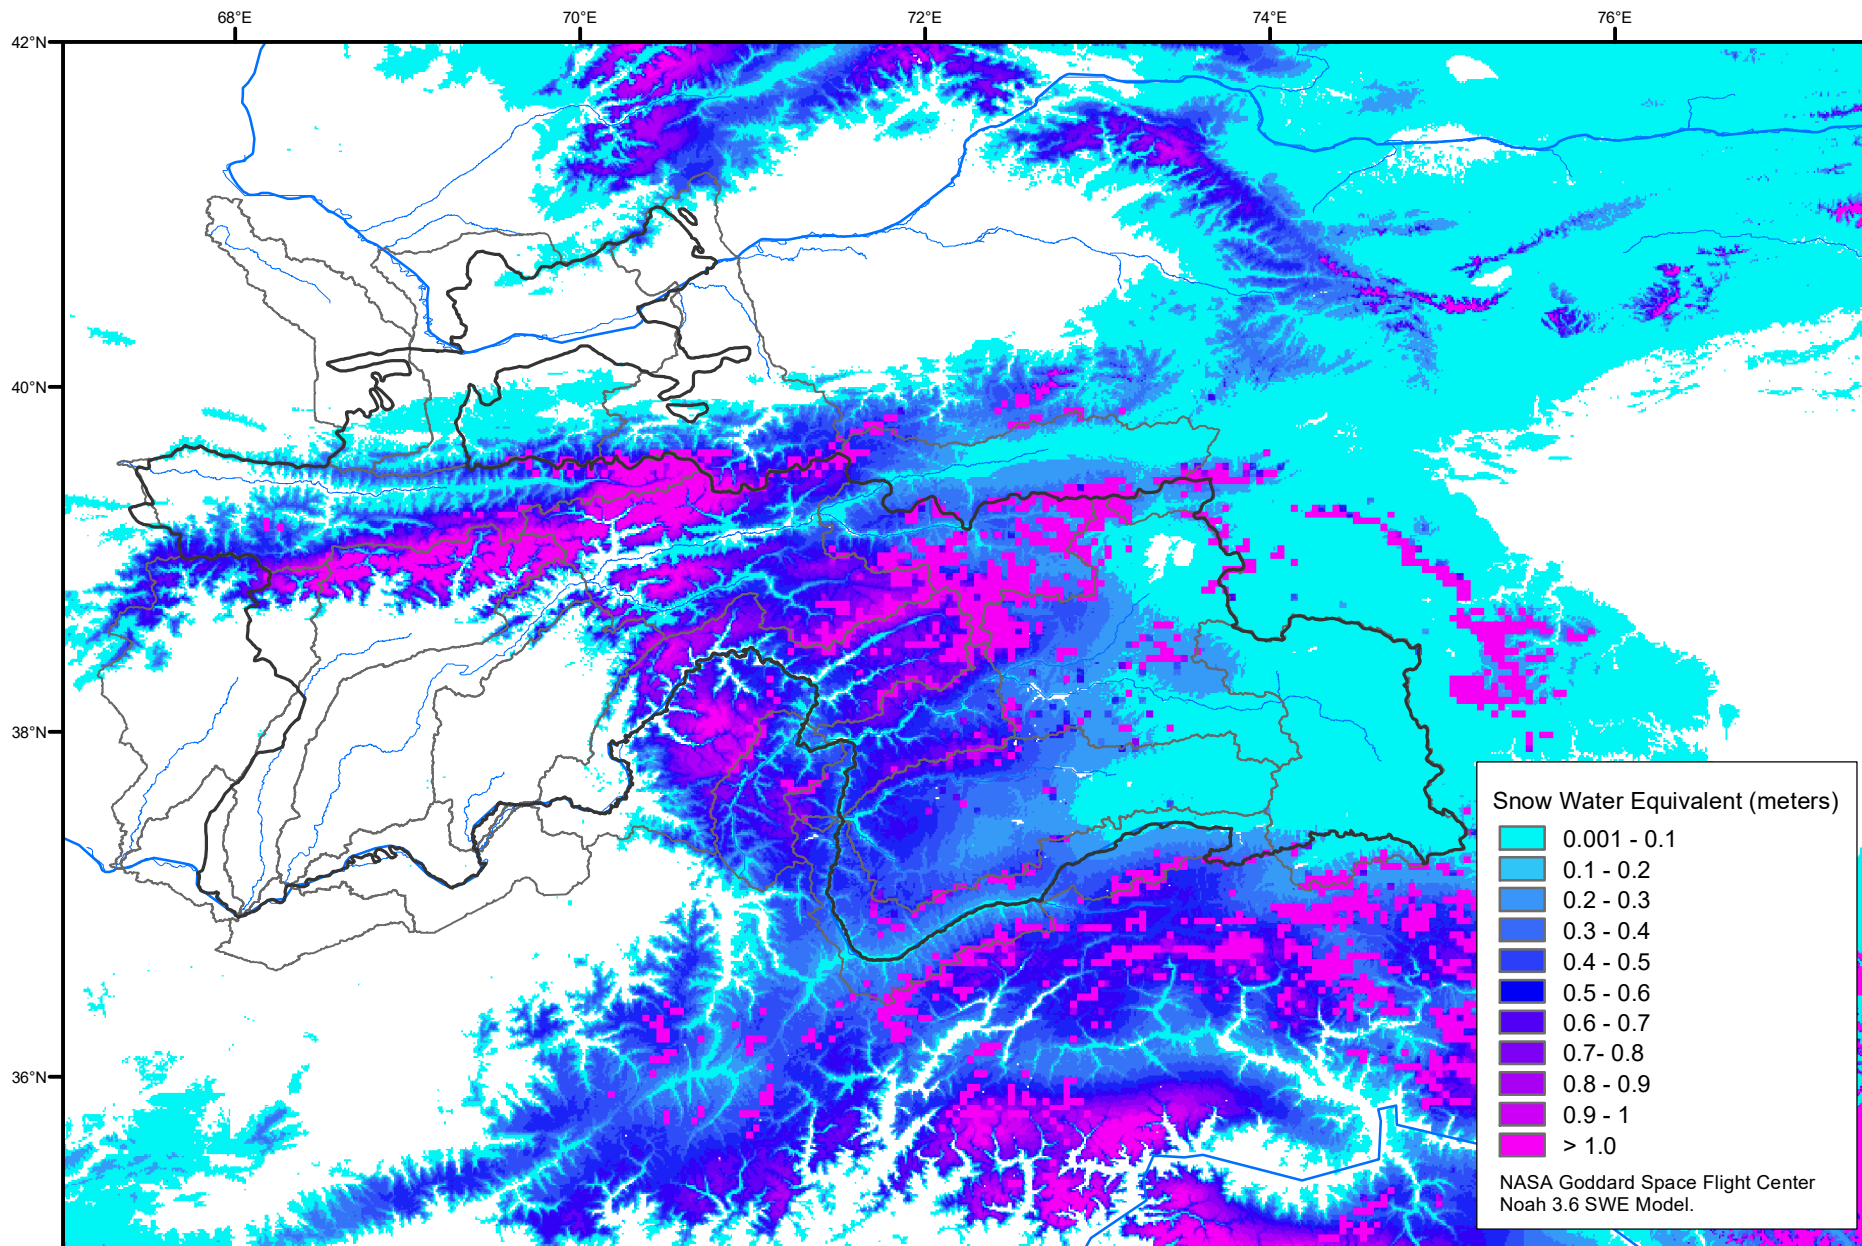 68°E 70°E 72°E 74°E 76°E
42°N
40°N
38°N
36°N
Snow Water Equivalent (meters)
0.001 - 0.1
0.1 - 0.2
0.2 - 0.3
0.3 - 0.4
0.4 - 0.5
0.5 - 0.6
0.6 - 0.7
0.7- 0.8
0.8 - 0.9
0.9 - 1
> 1.0
NASA Goddard Space Flight Center
Noah 3.6 SWE Model.